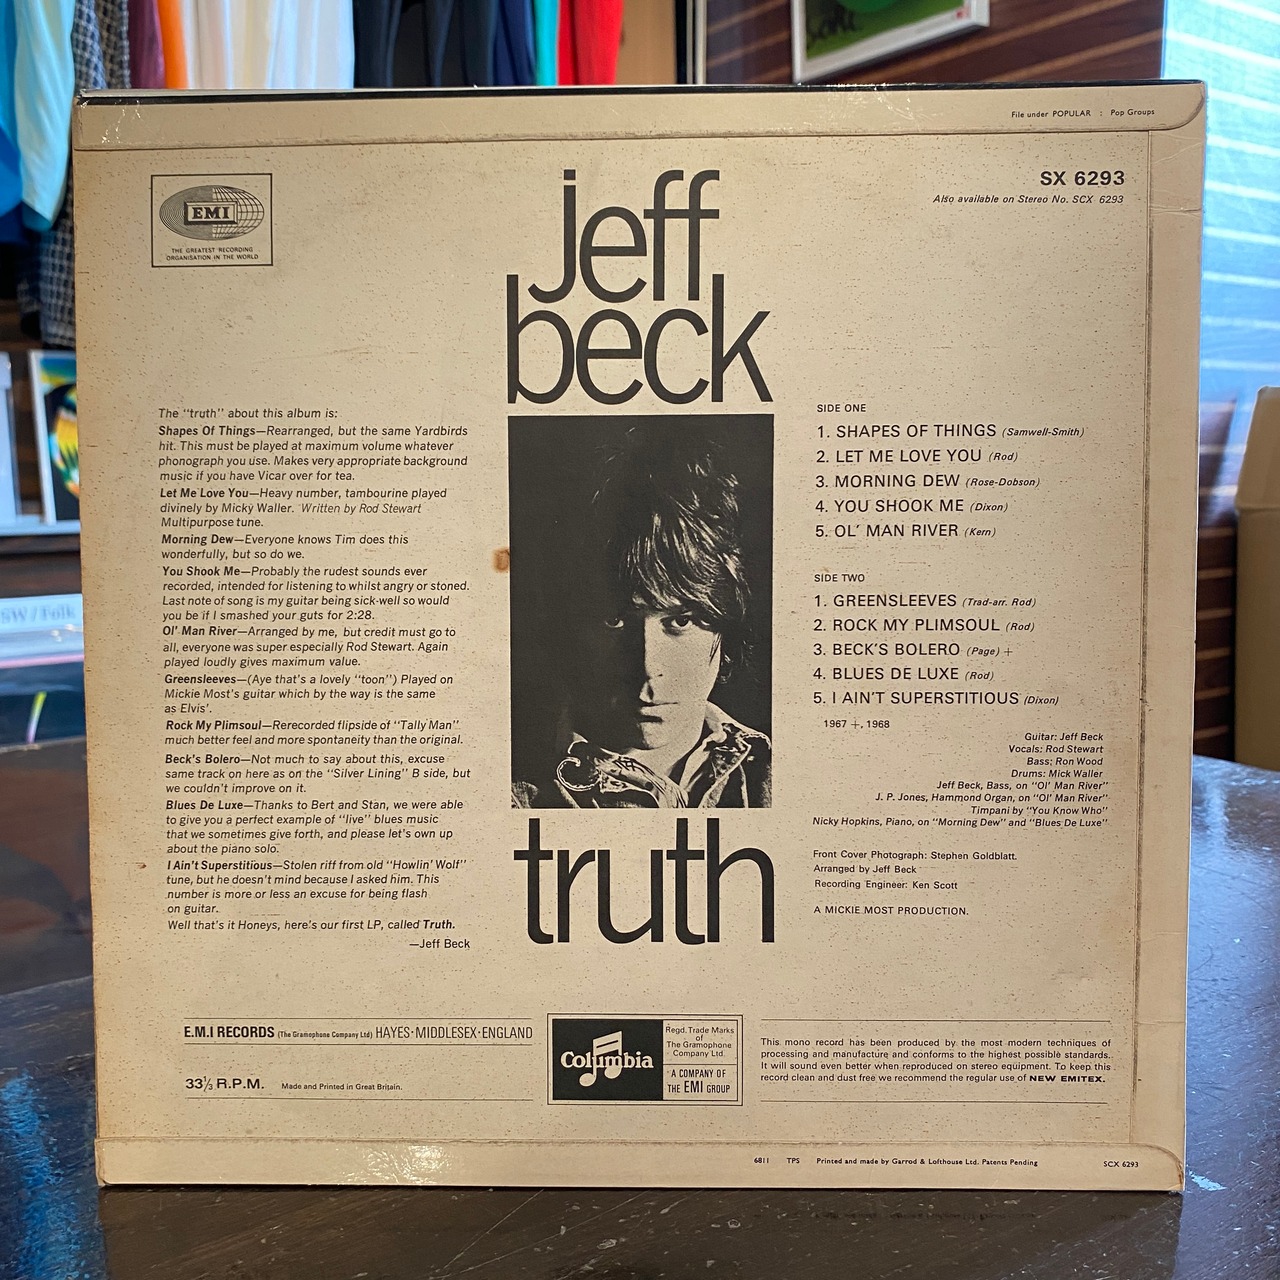 File under POPULAR : Pop Groups
EMI
THE GREATEST RECORDING
ORGANISATION IN THE WORLD
jeff
beck
SX 6293
Also available on Stereo No. SCX 6293
The “truth” about this album is:
Shapes Of Things—Rearranged, but the same Yardbirds
hit. This must be played at maximum volume whatever
phonograph you use. Makes very appropriate background
music if you have Vicar over for tea.
Let Me Love You—Heavy number, tambourine played
divinely by Micky Waller. Written by Rod Stewart
Multipurpose tune.
Morning Dew—Everyone knows Tim does this
wonderfully, but so do we.
You Shook Me—Probably the rudest sounds ever
recorded, intended for listening to whilst angry or stoned.
Last note of song is my guitar being sick-well so would
you be if I smashed your guts for 2:28.
Ol’ Man River—Arranged by me, but credit must go to
all, everyone was super especially Rod Stewart. Again
played loudly gives maximum value.
Greensleeves—(Aye that’s a lovely “toon”) Played on
Mickie Most’s guitar which by the way is the same
as Elvis’.
Rock My Plimsoul—Rerecorded flipside of “Tally Man”
much better feel and more spontaneity than the original.
Beck’s Bolero—Not much to say about this, excuse
same track on here as on the “Silver Lining” B side, but
we couldn’t improve on it.
Blues De Luxe—Thanks to Bert and Stan, we were able
to give you a perfect example of “live” blues music
that we sometimes give forth, and please let’s own up
about the piano solo.
I Ain’t Superstitious—Stolen riff from old “Howlin’ Wolf”
tune, but he doesn’t mind because I asked him. This
number is more or less an excuse for being flash
on guitar.
Well that’s it Honeys, here’s our first LP, called Truth.
—Jeff Beck
truth
SIDE ONE
1. SHAPES OF THINGS (Samwell-Smith)
2. LET ME LOVE YOU (Rod)
3. MORNING DEW (Rose-Dobson)
4. YOU SHOOK ME (Dixon)
5. OL’ MAN RIVER (Kern)
SIDE TWO
1. GREENSLEEVES (Trad-arr. Rod)
2. ROCK MY PLIMSOUL (Rod)
3. BECK’S BOLERO (Page) +
4. BLUES DE LUXE (Rod)
5. I AIN’T SUPERSTITIOUS (Dixon)
1967 +, 1968
Guitar: Jeff Beck
Vocals: Rod Stewart
Bass: Ron Wood
Drums: Mick Waller
Jeff Beck, Bass, on “Ol’ Man River”
J. P. Jones, Hammond Organ, on “Ol’ Man River”
Timpani by “You Know Who”
Nicky Hopkins, Piano, on “Morning Dew” and “Blues De Luxe”
Front Cover Photograph: Stephen Goldblatt.
Arranged by Jeff Beck
Recording Engineer: Ken Scott
A MICKIE MOST PRODUCTION.
E.M.I RECORDS (The Gramophone Company Ltd) HAYES·MIDDLESEX·ENGLAND
33⅓ R.P.M. Made and Printed in Great Britain.
Columbia
Regd. Trade Marks
of
The Gramophone
Company Ltd.
A COMPANY OF
THE EMI GROUP
This mono record has been produced by the most modern techniques of
processing and manufacture and conforms to the highest possible standards.
It will sound even better when reproduced on stereo equipment. To keep this
record clean and dust free we recommend the regular use of NEW EMITEX.
6811 TPS Printed and made by Garrod & Lofthouse Ltd. Patents Pending SCX 6293
SW / Folk